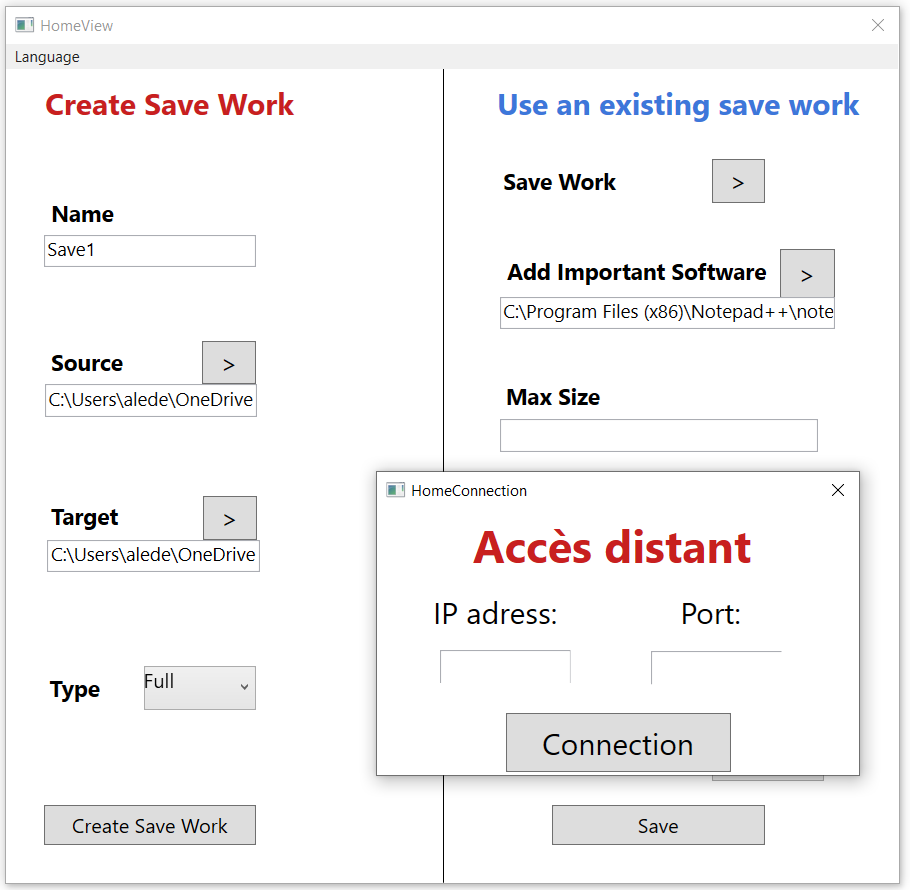 HomeView
Language
Create Save Work
Name
Save1
Source
>
C:\Users\alede\OneDrive
Target
>
C:\Users\alede\OneDrive
Type
Full
Create Save Work
Use an existing save work
Save Work
>
Add Important Software
>
C:\Program Files (x86)\Notepad++\note
Max Size
Save
HomeConnection
Accès distant
IP adress:
Port:
Connection